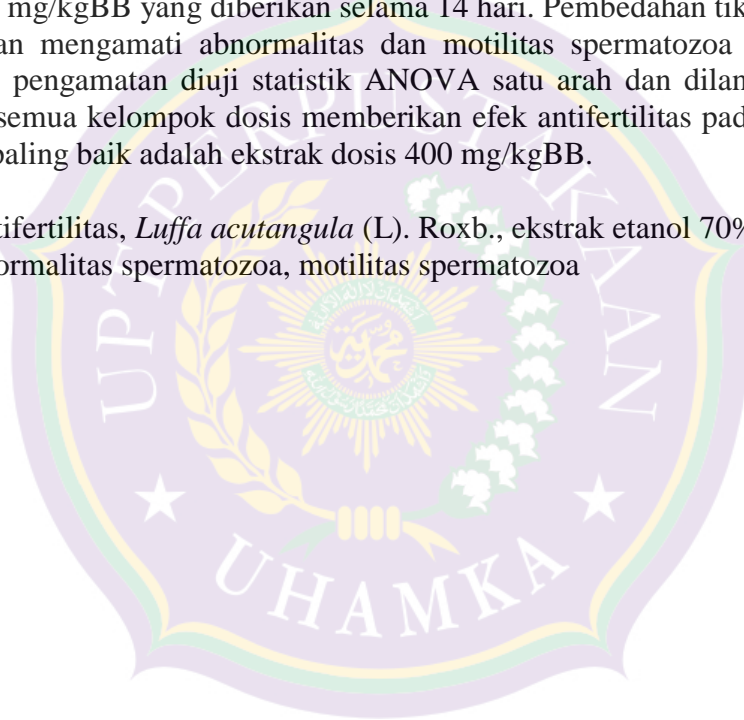 mg/kgBB yang diberikan selama 14 hari. Pembedahan tik
an mengamati abnormalitas dan motilitas spermatozoa
pengamatan diuji statistik ANOVA satu arah dan dilan
semua kelompok dosis memberikan efek antifertilitas pad
paling baik adalah ekstrak dosis 400 mg/kgBB.
tifertilitas, Luffa acutangula (L). Roxb., ekstrak etanol 70%
ormalitas spermatozoa, motilitas spermatozoa
UPT PERPUSTAKAAN
UHAMKA